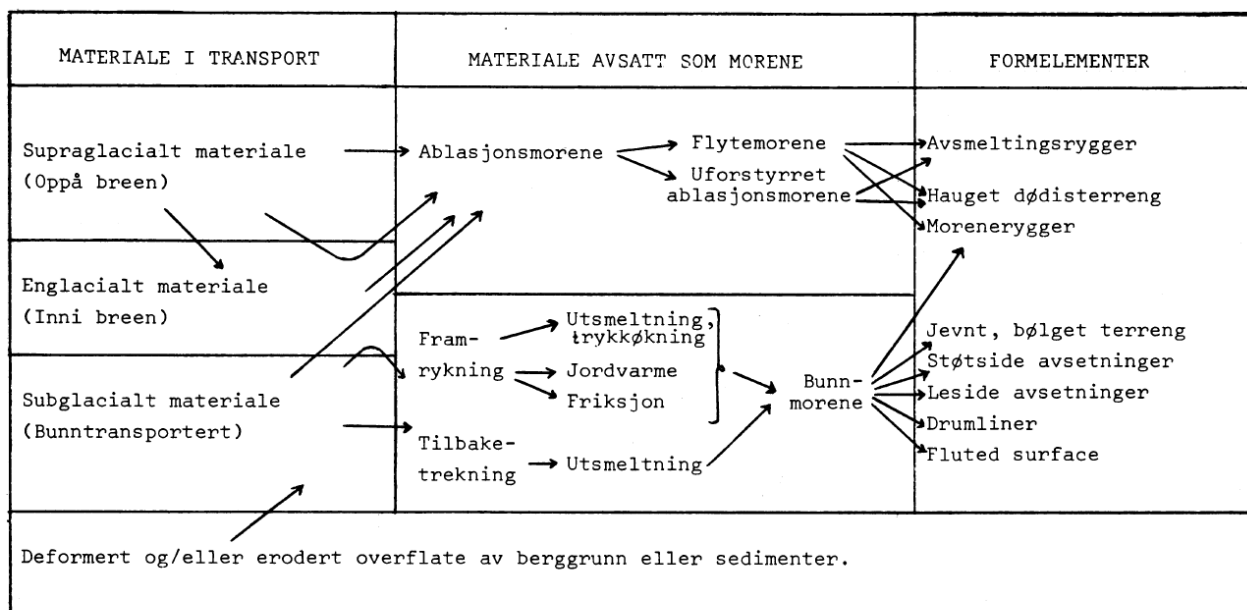 MATERIALE I TRANSPORT
MATERIALE AVSATT SOM MORENE
FORMELEMENTER
Supraglacialt materiale
(Oppå breen)
Ablasjonsmorene
Flytemorene
Uforstyrret
ablasjonsmorene
Avsmeltingsrygger
Hauget dødisterreng
Morenerygger
Englacialt materiale
(Inni breen)
Subglacialt materiale
(Bunntransportert)
Fram-
rykning
Utsmeltning,
trykkøkning
Jordvarme
Friksjon
Tilbake-
trekning
Utsmeltning
Bunn-
morene
Jevnt, bølget terreng
Støtside avsetninger
Leside avsetninger
Drumliner
Fluted surface
Deformert og/eller erodert overflate av berggrunn eller sedimenter.